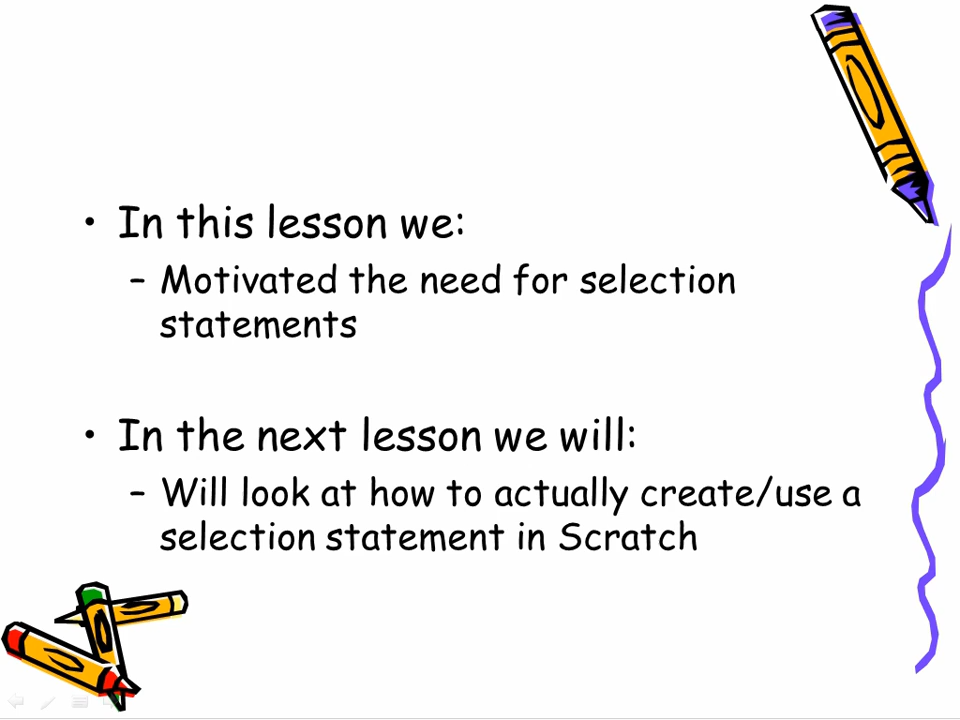 • In this lesson we:
– Motivated the need for selection
statements
• In the next lesson we will:
– Will look at how to actually create/use a
selection statement in Scratch